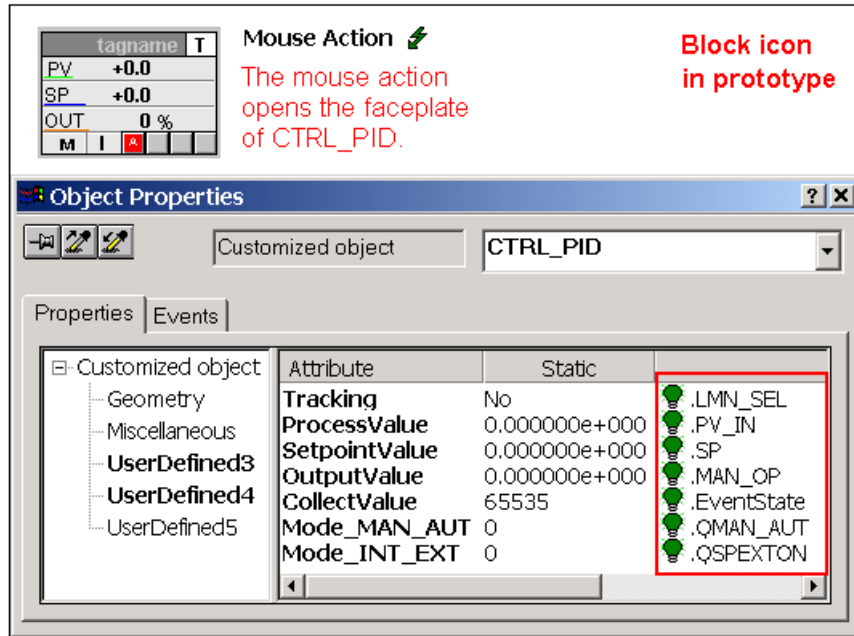 tagname T
PV +0.0
SP +0.0
OUT 0 %
M I A
Mouse Action
The mouse action
opens the faceplate
of CTRL_PID.
Block icon
in prototype
Object Properties
Customized object CTRL_PID
Properties Events
Customized object
Geometry
Miscellaneous
UserDefined3
UserDefined4
UserDefined5
Attribute Static
Tracking No .LMN_SEL
ProcessValue 0.000000e+000 .PV_IN
SetpointValue 0.000000e+000 .SP
OutputValue 0.000000e+000 .MAN_OP
CollectValue 65535 .EventState
Mode_MAN_AUT 0 .QMAN_AUT
Mode_INT_EXT 0 .QSPEXTON